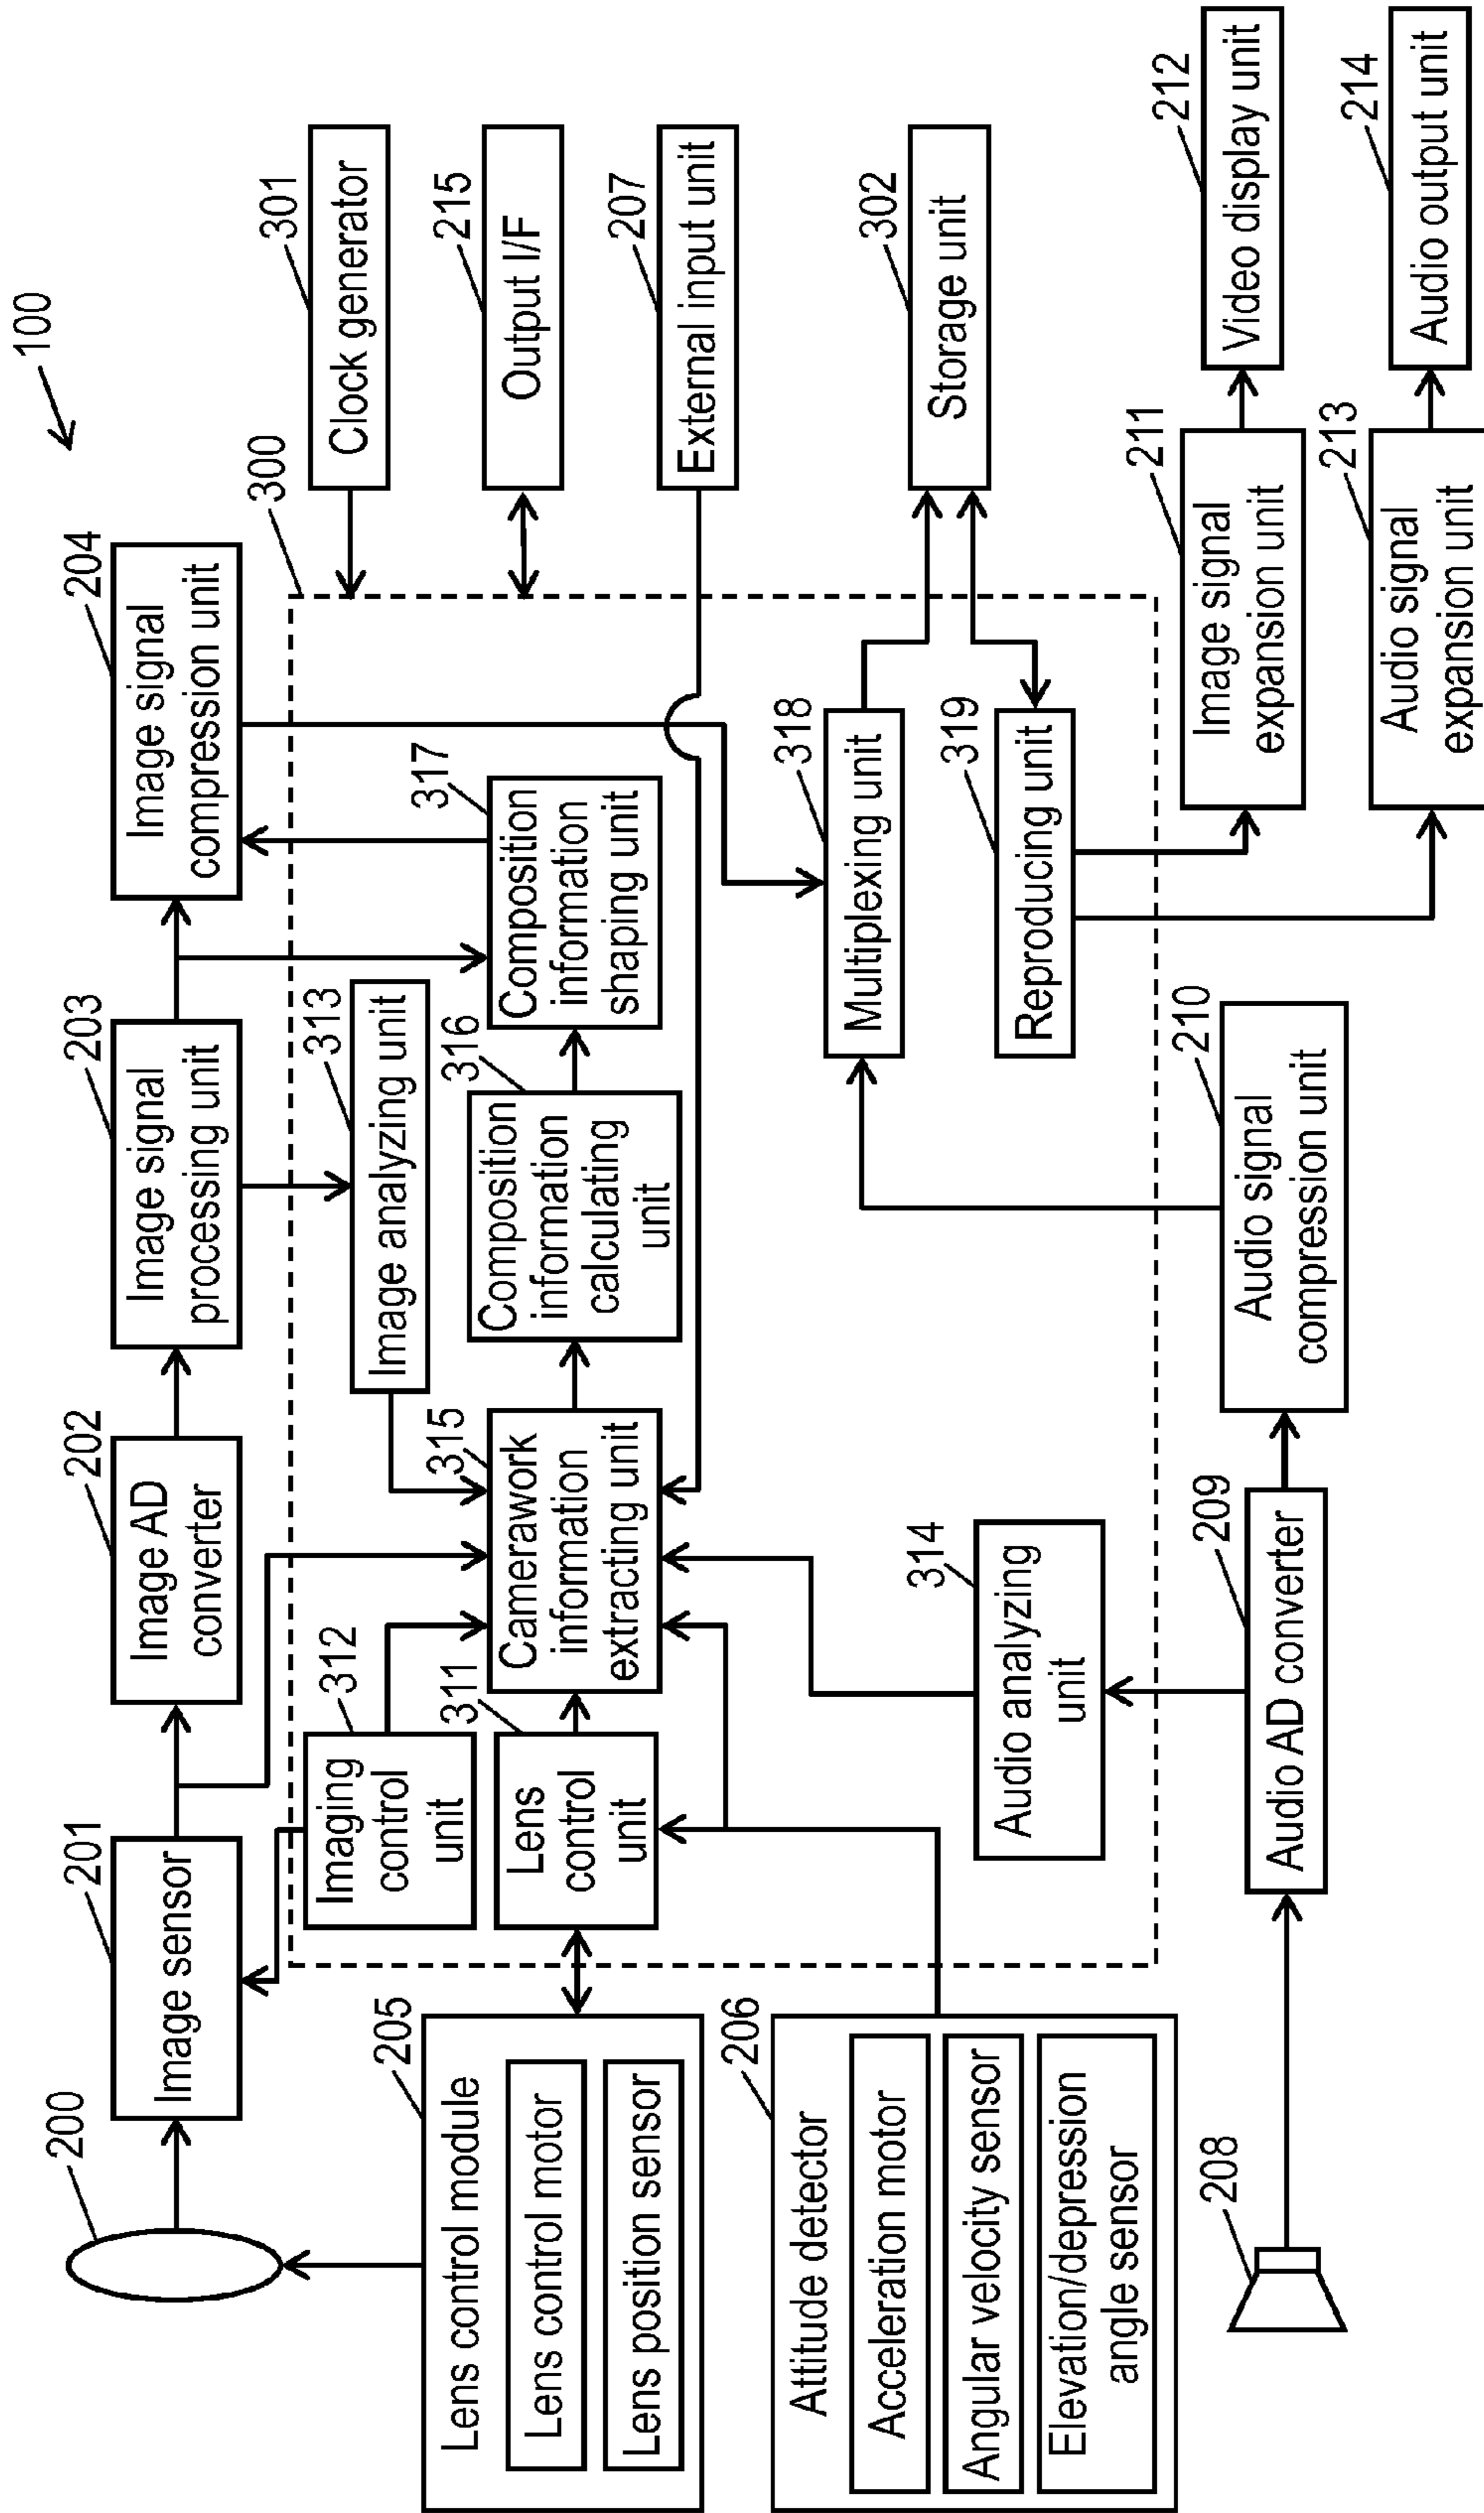 100
200
201
Image sensor
202
Image AD
converter
203
Image signal
processing unit
204
Image signal
compression unit
300
301
Clock generator
215
Output I/F
207
External input unit
302
Storage unit
312
Imaging
control
unit
311
Lens
control
unit
313
Image analyzing unit
315
Camerawork
information
extracting unit
316
Composition
information
calculating
unit
317
Composition
information
shaping unit
205
Lens control module
Lens control motor
Lens position sensor
206
Attitude detector
Acceleration motor
Angular velocity sensor
Elevation/depression
angle sensor
314
Audio analyzing
unit
318
Multiplexing unit
319
Reproducing unit
208
209
Audio AD converter
210
Audio signal
compression unit
211
Image signal
expansion unit
212
Video display unit
213
Audio signal
expansion unit
214
Audio output unit